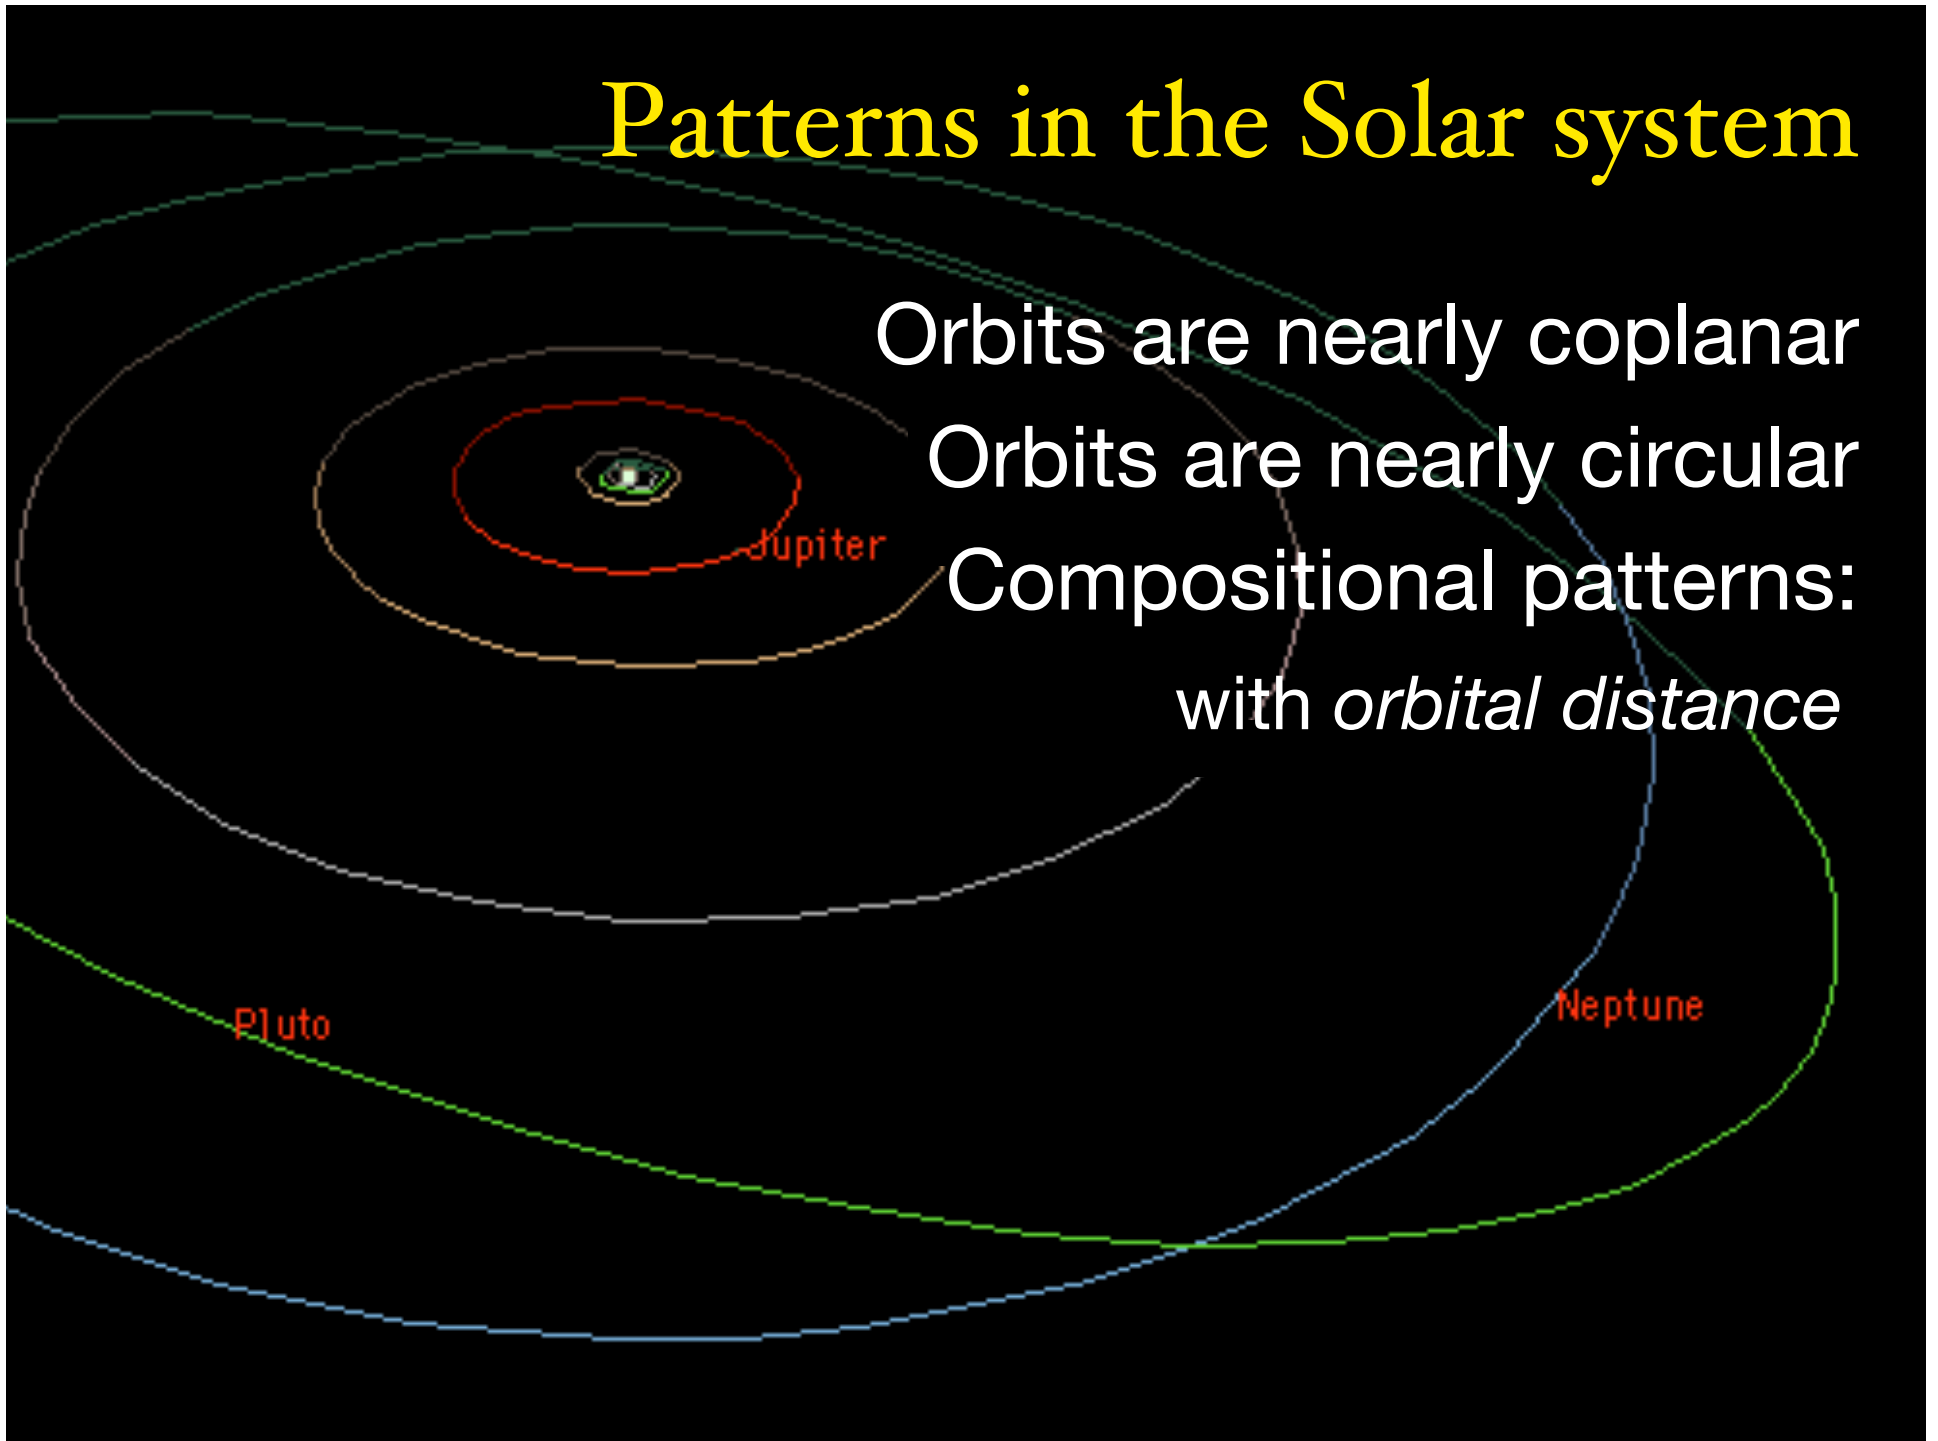 Patterns in the Solar system
Orbits are nearly coplanar
Orbits are nearly circular
Jupiter
Compositional patterns:
with orbital distance
Neptune
Pluto